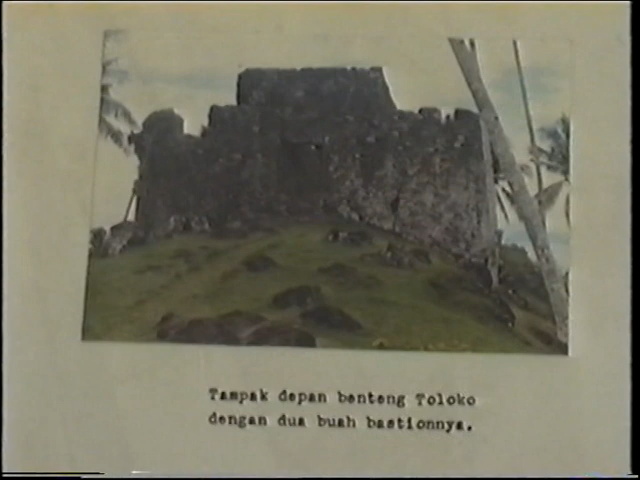 Tampak depan benteng Toloko
dengan dua buah bastionnya.